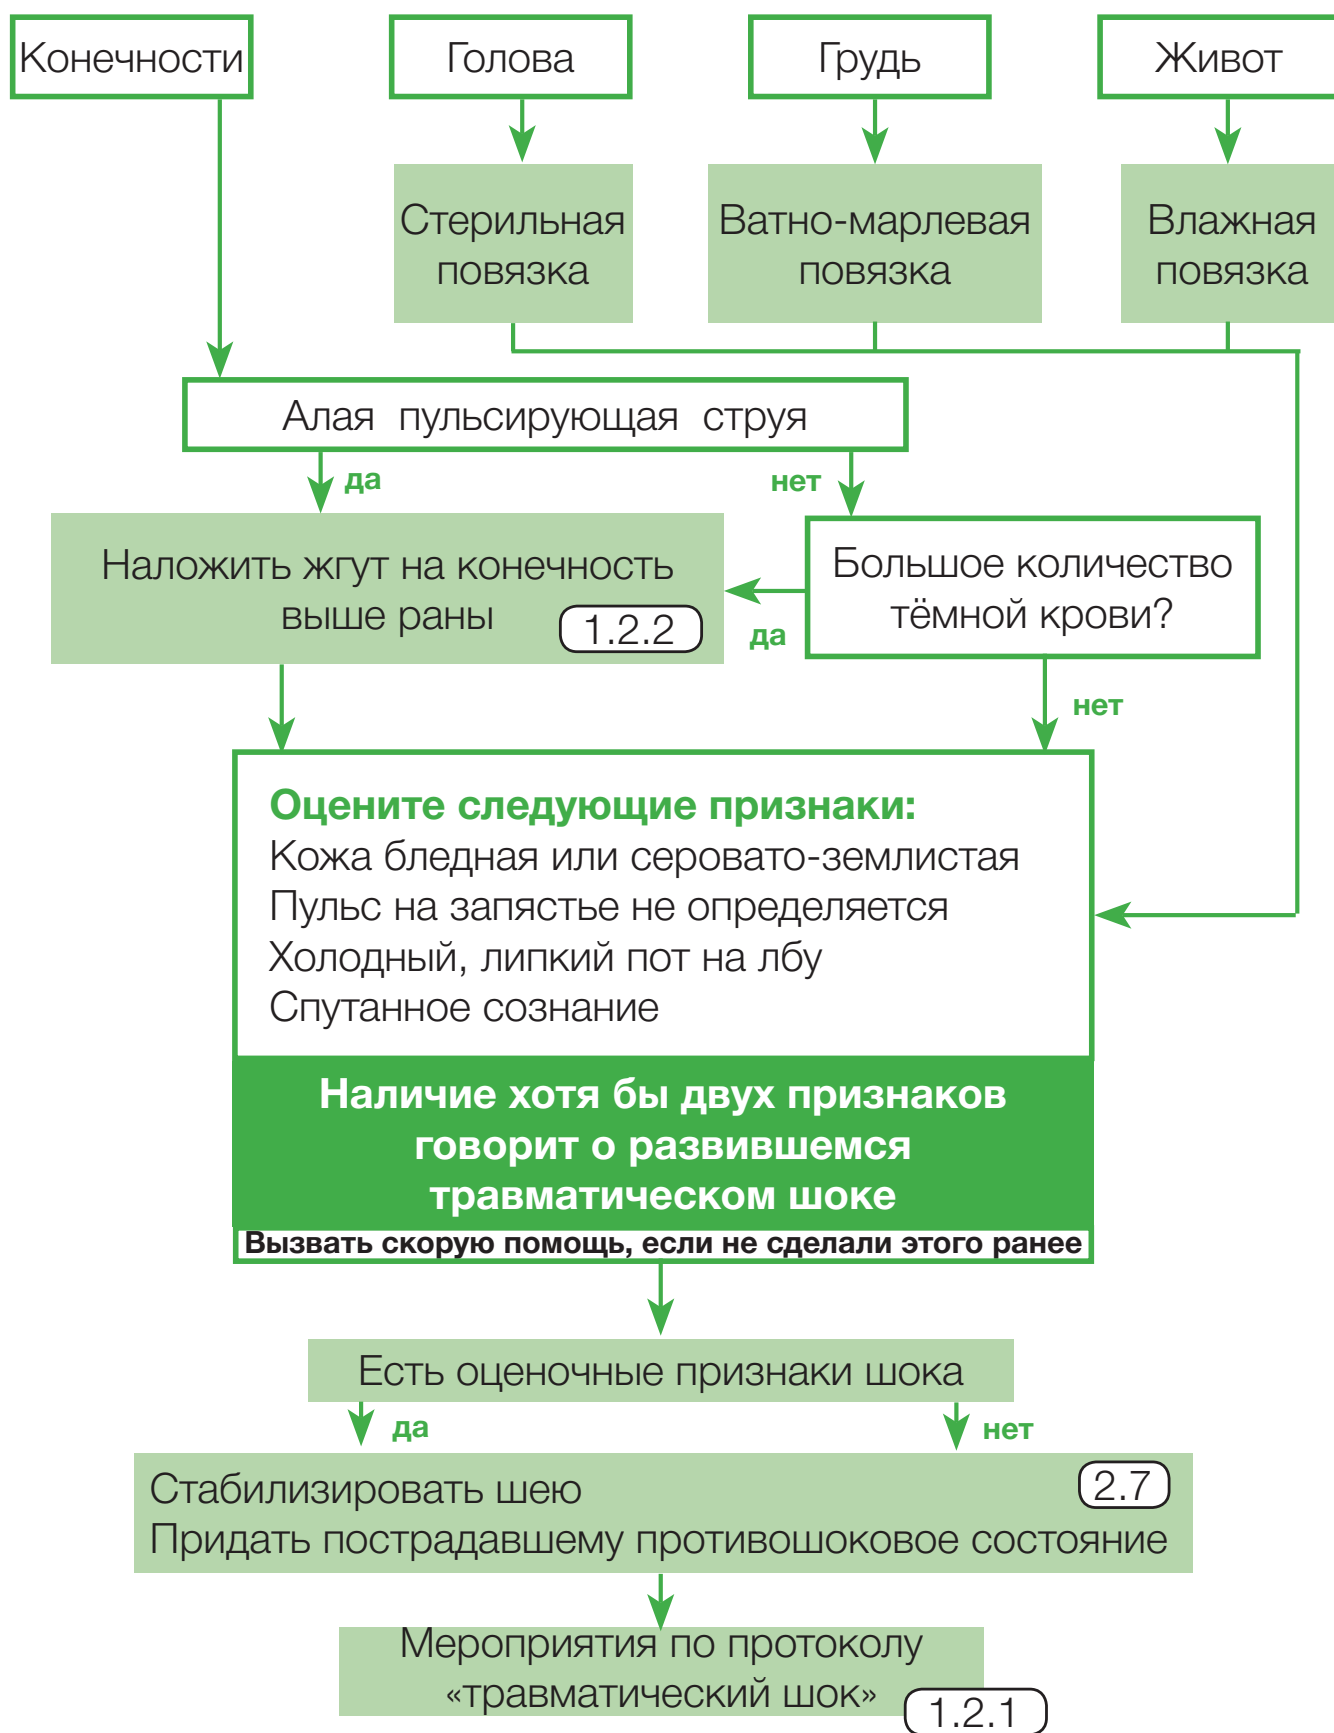 Конечности
Голова
Грудь
Живот
Стерильная
повязка
Ватно-марлевая
повязка
Влажная
повязка
Алая пульсирующая струя
да
нет
Наложить жгут на конечность
выше раны
1.2.2
Большое количество
тёмной крови?
да
нет
Оцените следующие признаки:
Кожа бледная или серовато-землистая
Пульс на запястье не определяется
Холодный, липкий пот на лбу
Спутанное сознание
Наличие хотя бы двух признаков
говорит о развившемся
травматическом шоке
Вызвать скорую помощь, если не сделали этого ранее
Есть оценочные признаки шока
да
нет
Стабилизировать шею
2.7
Придать пострадавшему противошоковое состояние
Мероприятия по протоколу
«травматический шок»
1.2.1